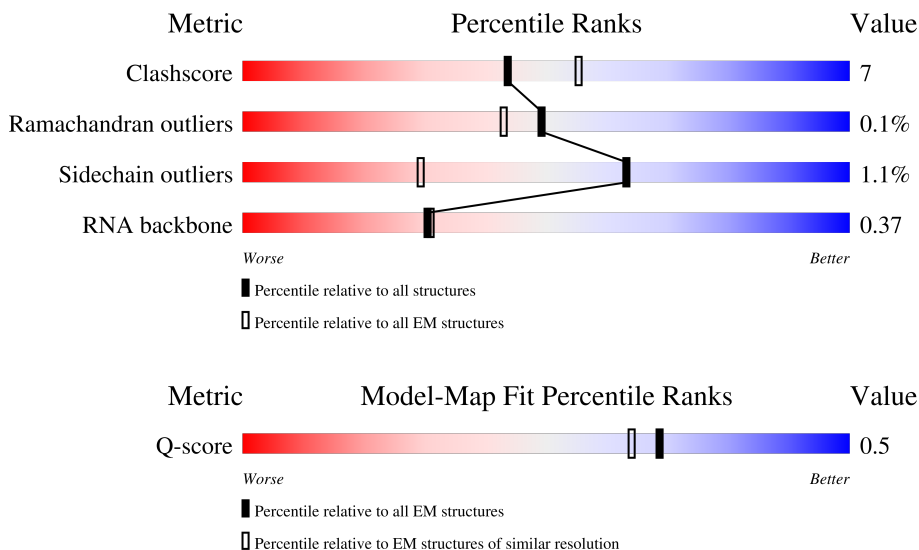 Metric Percentile Ranks Value
Clashscore 7
Ramachandran outliers 0.1%
Sidechain outliers 1.1%
RNA backbone 0.37
Worse Better
Percentile relative to all structures
Percentile relative to all EM structures
Metric Model-Map Fit Percentile Ranks Value
Q-score 0.5
Worse Better
Percentile relative to all EM structures
Percentile relative to EM structures of similar resolution